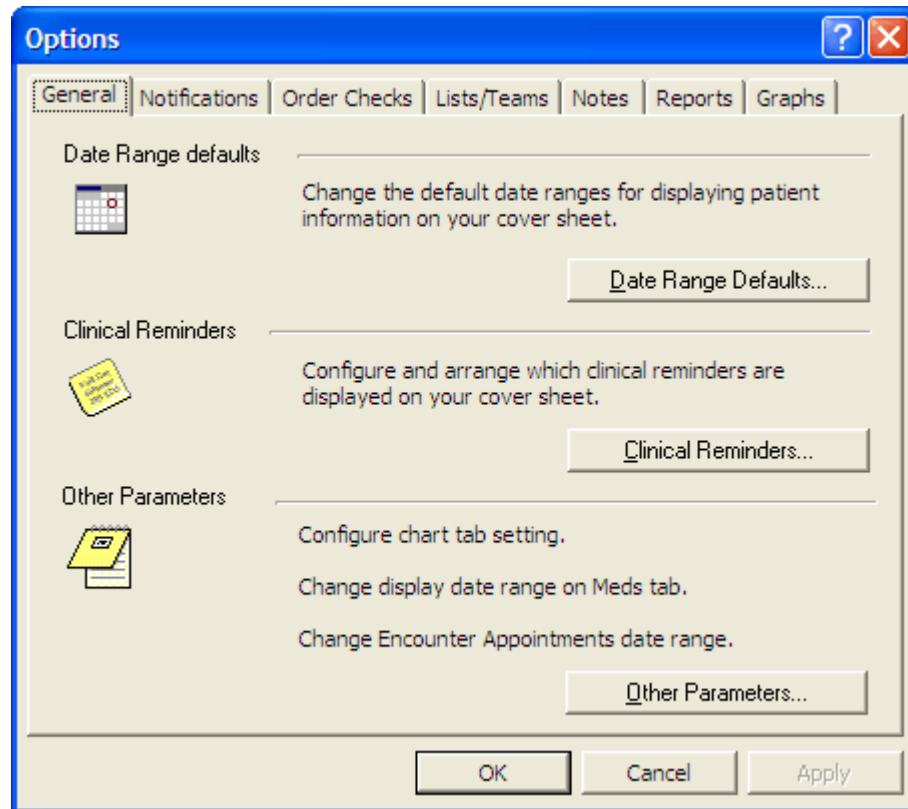 Options
General Notifications Order Checks Lists/Teams Notes Reports Graphs
Date Range defaults
Change the default date ranges for displaying patient
information on your cover sheet.
Date Range Defaults...
Clinical Reminders
Configure and arrange which clinical reminders are
displayed on your cover sheet.
Clinical Reminders...
Other Parameters
Configure chart tab setting.
Change display date range on Meds tab.
Change Encounter Appointments date range.
Other Parameters...
OK Cancel Apply